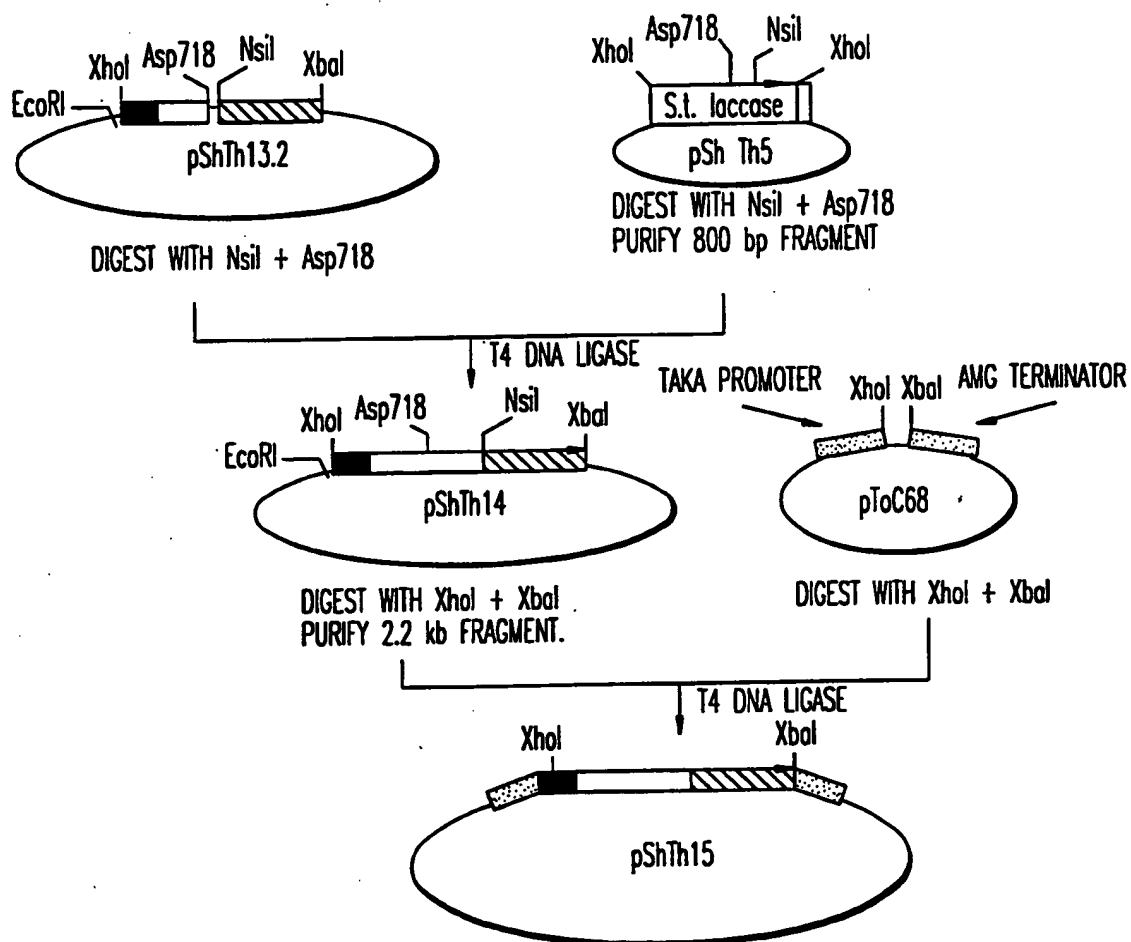 XhoI Asp718 NsiI XbaI
EcoRI
pShTh13.2
DIGEST WITH NsiI + Asp718
Asp718 NsiI
XhoI XhoI
S.t. laccase
pSh Th5
DIGEST WITH NsiI + Asp718
PURIFY 800 bp FRAGMENT
T4 DNA LIGASE
XhoI Asp718 NsiI XbaI
EcoRI
pShTh14
DIGEST WITH XhoI + XbaI
PURIFY 2.2 kb FRAGMENT.
TAKA PROMOTER XhoI XbaI AMG TERMINATOR
pToC68
DIGEST WITH XhoI + XbaI
T4 DNA LIGASE
XhoI XbaI
pShTh15